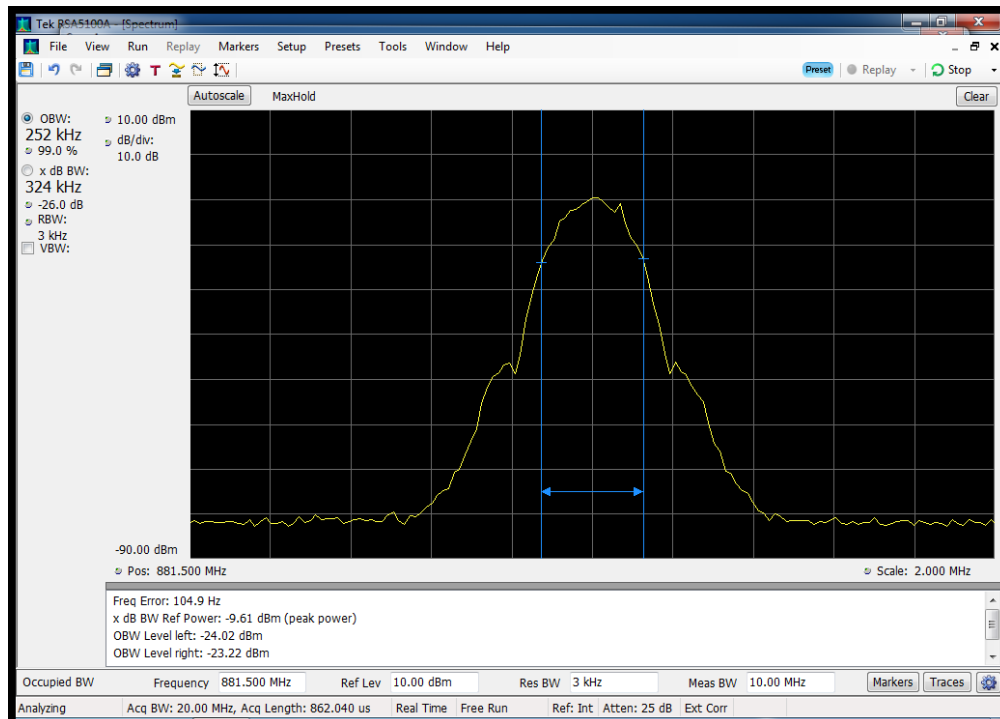 Tek RSA5100A - [Spectrum]
File View Run Replay Markers Setup Presets Tools Window Help
T Preset Replay Stop
Autoscale MaxHold Clear
OBW:
252 kHz
99.0 %
x dB BW:
324 kHz
-26.0 dB
RBW:
3 kHz
VBW:
10.00 dBm
dB/div:
10.0 dB
-90.00 dBm
Pos: 881.500 MHz Scale: 2.000 MHz
Freq Error: 104.9 Hz
x dB BW Ref Power: -9.61 dBm (peak power)
OBW Level left: -24.02 dBm
OBW Level right: -23.22 dBm
Occupied BW Frequency 881.500 MHz Ref Lev 10.00 dBm Res BW 3 kHz Meas BW 10.00 MHz Markers Traces
Analyzing Acq BW: 20.00 MHz, Acq Length: 862.040 us Real Time Free Run Ref: Int Atten: 25 dB Ext Corr